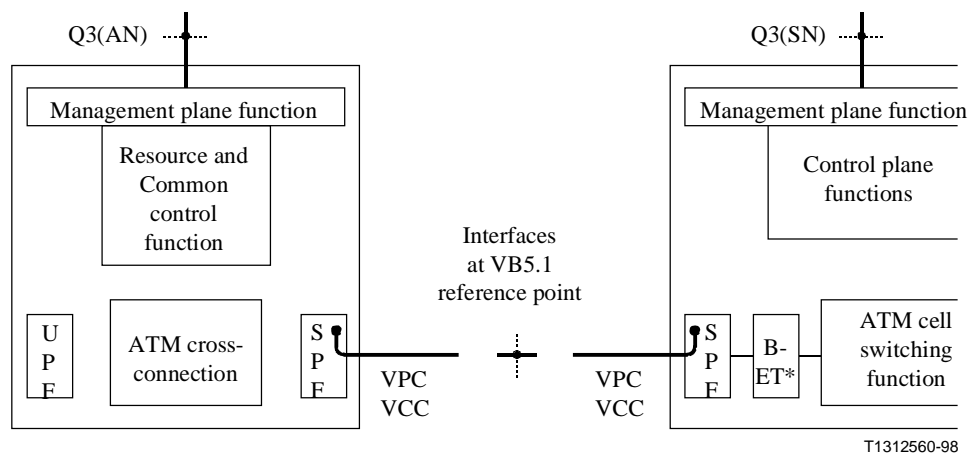 Q3(AN)
Q3(SN)
Management plane function
Management plane function
Resource and
Common
control
function
Control plane
functions
Interfaces
at VB5.1
reference point
U
P
F
ATM cross-
connection
S
P
F
VPC
VCC
VPC
VCC
S
P
F
B-
ET*
ATM cell
switching
function
T1312560-98